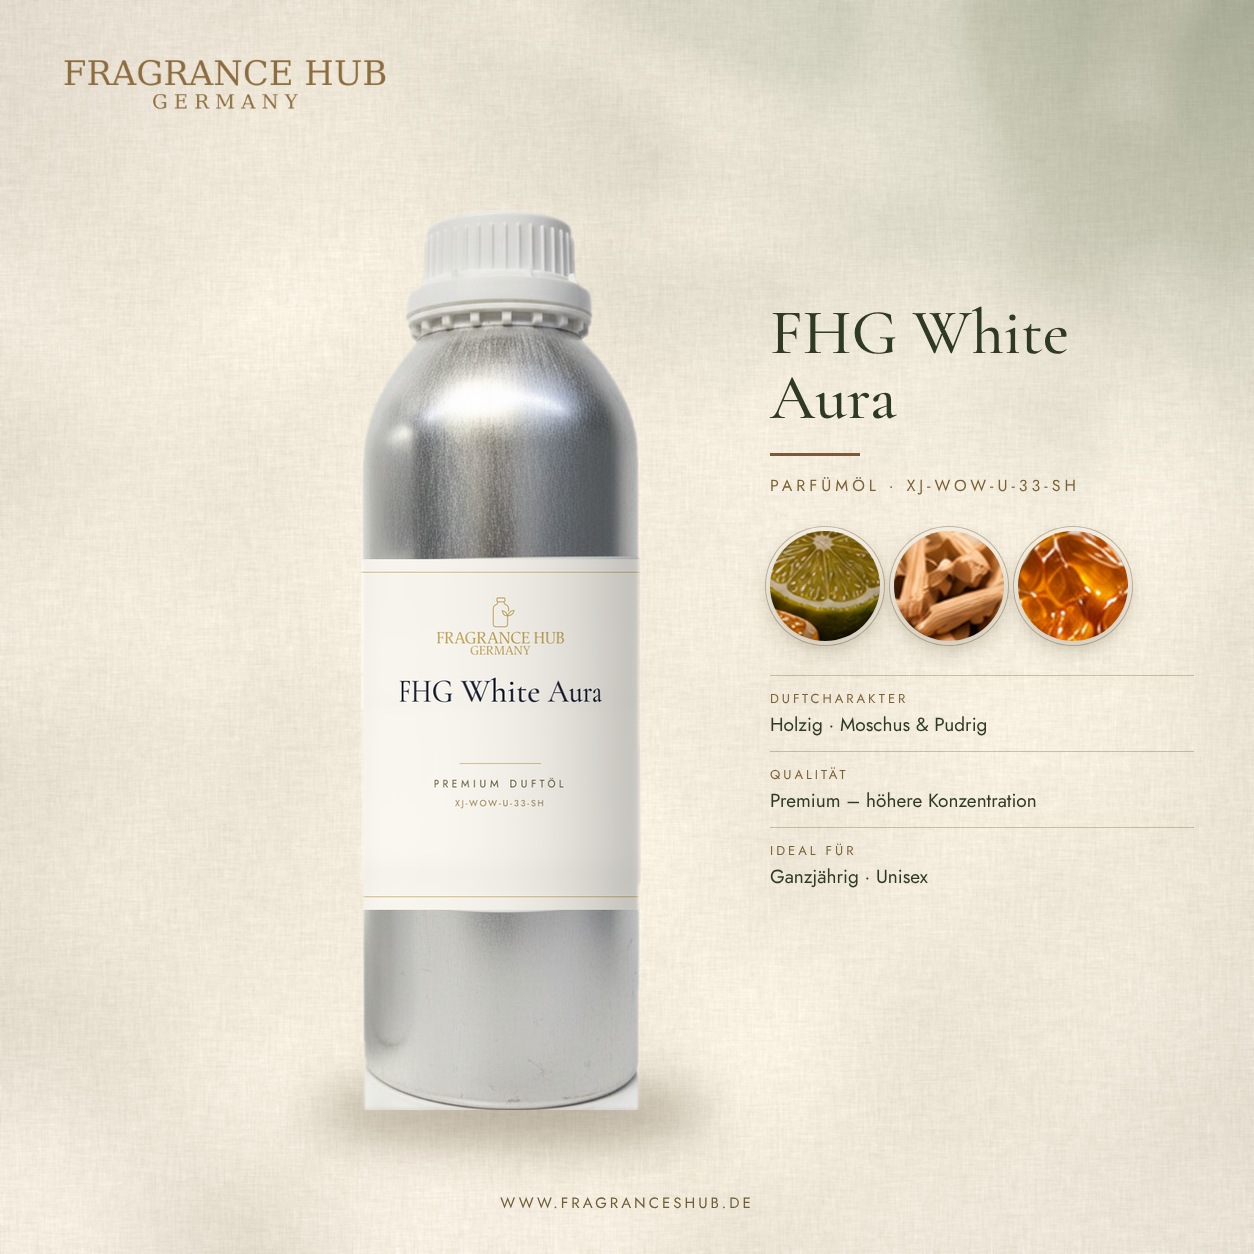 FRAGRANCE HUB
GERMANY
FHG White
Aura
PARFÜMÖL · XJ-WOW-U-33-SH
DUFTCHARAKTER
Holzig · Moschus & Pudrig
QUALITÄT
Premium – höhere Konzentration
IDEAL FÜR
Ganzjährig · Unisex
FRAGRANCE HUB
GERMANY
FHG White Aura
PREMIUM DUFTÖL
XJ-WOW-U-33-SH
WWW.FRAGRANCESHUB.DE